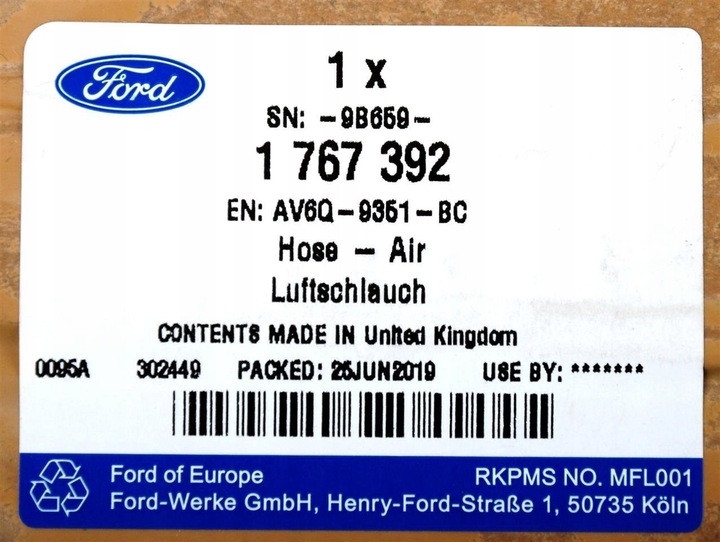 Ford
1 x
SN: -9B659-
1 767 392
EN: AV6Q-9351-BC
Hose - Air
Luftschlauch
CONTENTS MADE IN United Kingdom
0095A 302449 PACKED: 25JUN2019 USE BY: *******
Ford of Europe RKPMS NO. MFL001
Ford-Werke GmbH, Henry-Ford-Straße 1, 50735 Köln